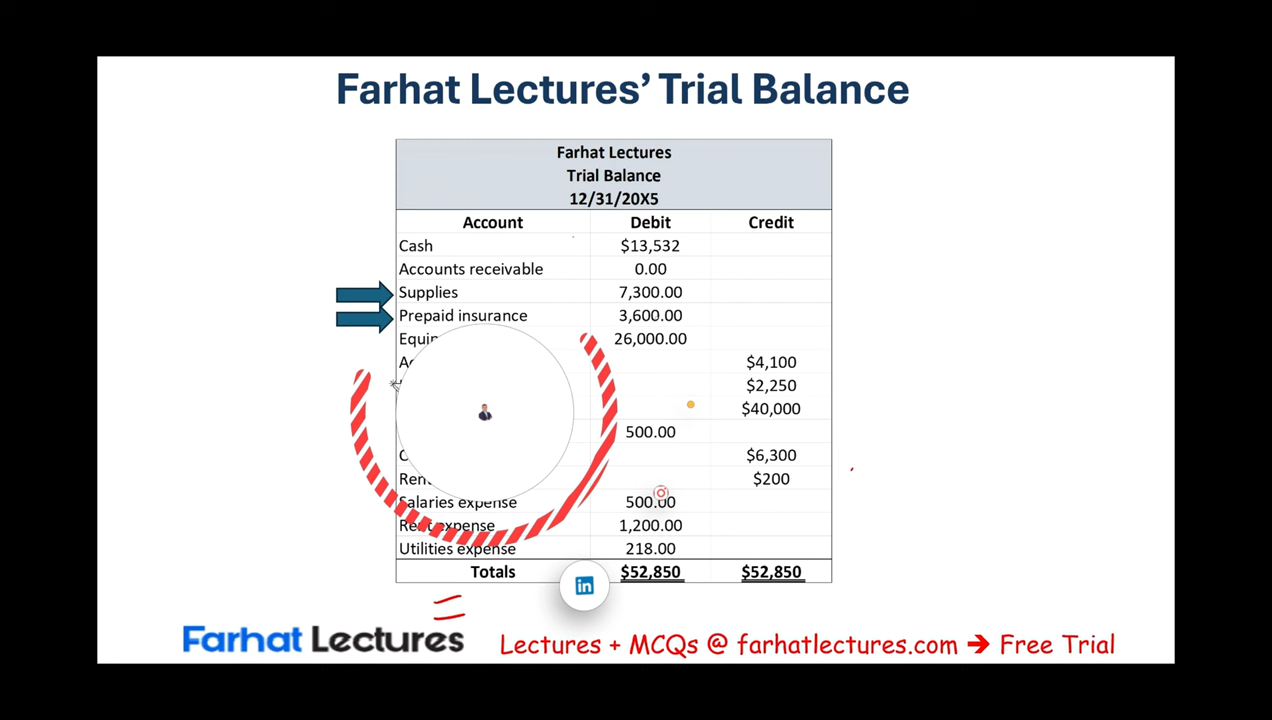 Farhat Lectures' Trial Balance
Farhat Lectures
Trial Balance
12/31/20X5
Account Debit Credit
Cash $13,532
Accounts receivable 0.00
Supplies 7,300.00
Prepaid insurance 3,600.00
26,000.00
$4,100
$2,250
$40,000
500.00
$6,300
$200
Salaries expense 500.00
Rent expense 1,200.00
Utilities expense 218.00
Totals $52,850 $52,850
in
Farhat Lectures
Lectures + MCQs @ farhatlectures.com → Free Trial